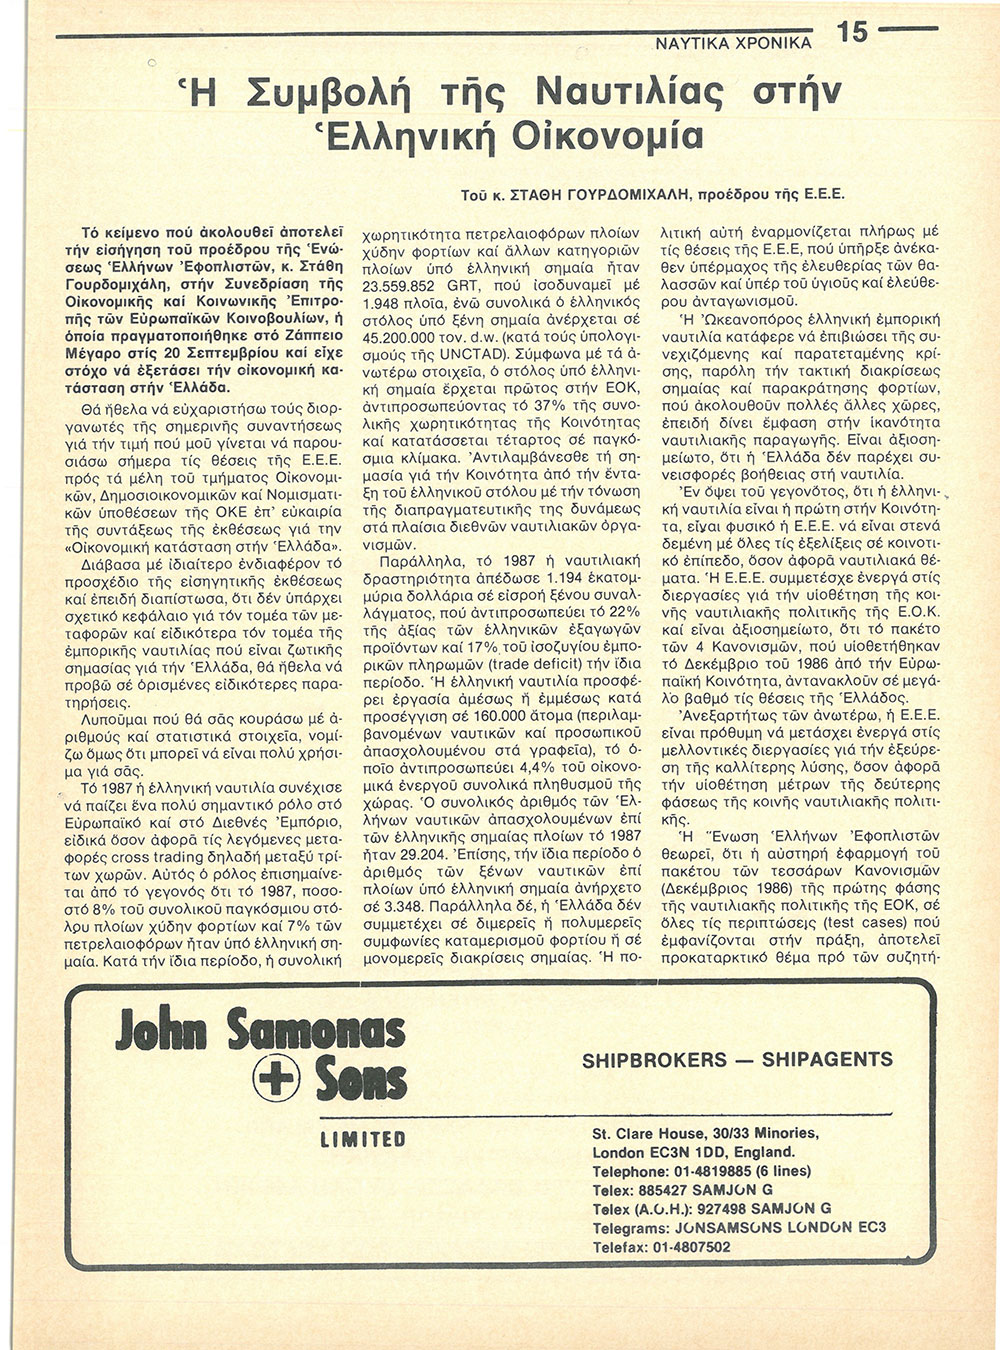 ΝΑΥΤΙΚΑ ΧΡΟΝΙΚΑ 15
Ἡ Συμβολή τῆς Ναυτιλίας στήν
Ἑλληνική Οἰκονομία
Τοῦ κ. ΣΤΑΘΗ ΓΟΥΡΔΟΜΙΧΑΛΗ, προέδρου τῆς Ε.Ε.Ε.
Τό κείμενο πού ἀκολουθεῖ ἀποτελεῖ
τήν εἰσήγηση τοῦ προέδρου τῆς Ἑνώ-
σεως Ἑλλήνων Ἐφοπλιστῶν, κ. Στάθη
Γουρδομιχάλη, στήν Συνεδρίαση τῆς
Οἰκονομικῆς καί Κοινωνικῆς Ἐπιτρο-
πῆς τῶν Εὐρωπαϊκῶν Κοινοβουλίων, ἡ
ὁποία πραγματοποιήθηκε στό Ζάππειο
Μέγαρο στίς 20 Σεπτεμβρίου καί εἶχε
στόχο νά ἐξετάσει τήν οἰκονομική κα-
τάσταση στήν Ἑλλάδα.
Θά ἤθελα νά εὐχαριστήσω τούς διορ-
γανωτές τῆς σημερινῆς συναντήσεως
γιά τήν τιμή πού μοῦ γίνεται νά παρου-
σιάσω σήμερα τίς θέσεις τῆς Ε.Ε.Ε.
πρός τά μέλη τοῦ τμήματος Οἰκονομι-
κῶν, Δημοσιοικονομικῶν καί Νομισματι-
κῶν ὑποθέσεων τῆς ΟΚΕ ἐπ' εὐκαιρία
τῆς συντάξεως τῆς ἐκθέσεως γιά την
«Οἰκονομική κατάσταση στήν Ἑλλάδα».
Διάβασα μέ ἰδιαίτερο ἐνδιαφέρον τό
προσχέδιο τῆς εἰσηγητικῆς ἐκθέσεως
καί ἐπειδή διαπίστωσα, ὅτι δέν ὑπάρχει
σχετικό κεφάλαιο γιά τόν τομέα τῶν με-
ταφορῶν καί εἰδικότερα τόν τομέα τῆς
ἐμπορικῆς ναυτιλίας πού εἶναι ζωτικῆς
σημασίας γιά τήν Ἑλλάδα, θά ἤθελα νά
προβῶ σέ ὁρισμένες εἰδικότερες παρα-
τηρήσεις.
Λυποῦμαι πού θά σᾶς κουράσω μέ ἀ-
ριθμούς καί στατιστικά στοιχεῖα, νομί-
ζω ὅμως ὅτι μπορεῖ νά εἶναι πολύ χρήσι-
μα γιά σᾶς.
Τό 1987 ἡ ἑλληνική ναυτιλία συνέχισε
νά παίζει ἕνα πολύ σημαντικό ρόλο στό
Εὐρωπαϊκό καί στό Διεθνές Ἐμπόριο,
εἰδικά ὅσον ἀφορᾶ τίς λεγόμενες μετα-
φορές cross trading δηλαδή μεταξύ τρί-
των χωρῶν. Αὐτός ὁ ρόλος ἐπισημαίνε-
ται ἀπό τό γεγονός ὅτι τό 1987, ποσο-
στό 8% τοῦ συνολικοῦ παγκόσμιου στό-
λου πλοίων χύδην φορτίων καί 7% τῶν
πετρελαιοφόρων ἦταν ὑπό ἑλληνική ση-
μαία. Κατά τήν ἴδια περίοδο, ἡ συνολική
χωρητικότητα πετρελαιοφόρων πλοίων
χύδην φορτίων καί ἄλλων κατηγοριῶν
πλοίων ὑπό ἑλληνική σημαία ἦταν
23.559.852 GRT, πού ἰσοδυναμεῖ μέ
1.948 πλοῖα, ἐνῶ συνολικά ὁ ἑλληνικός
στόλος ὑπό ξένη σημαία ἀνέρχεται σέ
45.200.000 τον. d.w. (κατά τούς ὑπολογι-
σμούς τῆς UNCTAD). Σύμφωνα μέ τά ἀ-
νωτέρω στοιχεῖα, ὁ στόλος ὑπό ἑλληνι-
κή σημαία ἔρχεται πρῶτος στήν ΕΟΚ,
ἀντιπροσωπεύοντας τό 37% τῆς συνο-
λικῆς χωρητικότητας τῆς Κοινότητας
καί κατατάσσεται τέταρτος σέ παγκό-
σμια κλίμακα. Ἀντιλαμβάνεσθε τή ση-
μασία γιά τήν Κοινότητα ἀπό τήν ἔντα-
ξη τοῦ ἑλληνικοῦ στόλου μέ τήν τόνωση
τῆς διαπραγματευτικῆς της δυνάμεως
στά πλαίσια διεθνῶν ναυτιλιακῶν ὀργα-
νισμῶν.
Παράλληλα, τό 1987 ἡ ναυτιλιακή
δραστηριότητα ἀπέδωσε 1.194 ἑκατομ-
μύρια δολλάρια σέ εἰσροή ξένου συναλ-
λάγματος, πού ἀντιπροσωπεύει τό 22%
τῆς ἀξίας τῶν ἑλληνικῶν ἐξαγωγῶν
προϊόντων καί 17% τοῦ ἰσοζυγίου ἐμπο-
ρικῶν πληρωμῶν (trade deficit) τήν ἴδια
περίοδο. Ἡ ἑλληνική ναυτιλία προσφέ-
ρει ἐργασία ἀμέσως ἤ ἐμμέσως κατά
προσέγγιση σέ 160.000 ἄτομα (περιλαμ-
βανομένων ναυτικῶν καί προσωπικοῦ
ἀπασχολουμένου στά γραφεῖα), τό ὁ-
ποῖο ἀντιπροσωπεύει 4,4% τοῦ οἰκονο-
μικά ἐνεργοῦ συνολικά πληθυσμοῦ τῆς
χώρας. Ὁ συνολικός ἀριθμός τῶν Ἑλ-
λήνων ναυτικῶν ἀπασχολουμένων ἐπί
τῶν ἑλληνικῆς σημαίας πλοίων τό 1987
ἦταν 29.204. Ἐπίσης, τήν ἴδια περίοδο ὁ
ἀριθμός τῶν ξένων ναυτικῶν ἐπί
πλοίων ὑπό ἑλληνική σημαία ἀνήρχετο
σέ 3.348. Παράλληλα δέ, ἡ Ἑλλάδα δέν
συμμετέχει σέ διμερεῖς ἤ πολυμερεῖς
συμφωνίες καταμερισμοῦ φορτίου ἤ σέ
μονομερεῖς διακρίσεις σημαίας. Ἡ πο-
λιτική αὐτή ἐναρμονίζεται πλήρως μέ
τίς θέσεις τῆς Ε.Ε.Ε, πού ὑπῆρξε ἀνέκα-
θεν ὑπέρμαχος τῆς ἐλευθερίας τῶν θα-
λασσῶν καί ὑπέρ τοῦ ὑγιοῦς καί ἐλεύθε-
ρου ἀνταγωνισμοῦ.
Ἡ Ὠκεανοπόρος ἑλληνική ἐμπορική
ναυτιλία κατάφερε νά ἐπιβιώσει τῆς συ-
νεχιζόμενης καί παρατεταμένης κρί-
σης, παρόλη τήν τακτική διακρίσεως
σημαίας καί παρακράτησης φορτίων,
πού ἀκολουθοῦν πολλές ἄλλες χῶρες,
ἐπειδή δίνει ἔμφαση στήν ἱκανότητα
ναυτιλιακῆς παραγωγῆς. Εἶναι ἀξιοση-
μείωτο, ὅτι ἡ Ἑλλάδα δέν παρέχει συ-
νεισφορές βοήθειας στή ναυτιλία.
Ἐν ὄψει τοῦ γεγονότος, ὅτι ἡ ἑλληνι-
κή ναυτιλία εἶναι ἡ πρώτη στήν Κοινότη-
τα, εἶναι φυσικό ἡ Ε.Ε.Ε. νά εἶναι στενά
δεμένη μέ ὅλες τίς ἐξελίξεις σέ κοινοτι-
κό ἐπίπεδο, ὅσον ἀφορᾶ ναυτιλιακά θέ-
ματα. Ἡ Ε.Ε.Ε. συμμετέσχε ἐνεργά στίς
διεργασίες γιά τήν υἱοθέτηση τῆς κοι-
νῆς ναυτιλιακῆς πολιτικῆς τῆς Ε.Ο.Κ.
καί εἶναι ἀξιοσημείωτο, ὅτι τό πακέτο
τῶν 4 Κανονισμῶν, πού υἱοθετήθηκαν
τό Δεκέμβριο τοῦ 1986 ἀπό τήν Εὐρω-
παϊκή Κοινότητα, ἀντανακλοῦν σέ μεγά-
λο βαθμό τίς θέσεις τῆς Ἑλλάδος.
Ἀνεξαρτήτως τῶν ἀνωτέρω, ἡ Ε.Ε.Ε.
εἶναι πρόθυμη νά μετάσχει ἐνεργά στίς
μελλοντικές διεργασίες γιά τήν ἐξεύρε-
ση τῆς καλλίτερης λύσης, ὅσον ἀφορᾶ
τήν υἱοθέτηση μέτρων τῆς δεύτερης
φάσεως τῆς κοινῆς ναυτιλιακῆς πολιτι-
κῆς.
Ἡ Ἕνωση Ἑλλήνων Ἐφοπλιστῶν
θεωρεῖ, ὅτι ἡ αὐστηρή ἐφαρμογή τοῦ
πακέτου τῶν τεσσάρων Κανονισμῶν
(Δεκέμβριος 1986) τῆς πρώτης φάσης
τῆς ναυτιλιακῆς πολιτικῆς τῆς ΕΟΚ, σέ
ὅλες τίς περιπτώσεις (test cases) πού
ἐμφανίζονται στήν πράξη, ἀποτελεῖ
προκαταρκτικό θέμα πρό τῶν συζητή-
John Samonas
+ Sons
LIMITED
SHIPBROKERS — SHIPAGENTS
St. Clare House, 30/33 Minories,
London EC3N 1DD, England.
Telephone: 01-4819885 (6 lines)
Telex: 885427 SAMJON G
Telex (A.O.H.): 927498 SAMJON G
Telegrams: JONSAMSONS LONDON EC3
Telefax: 01-4807502